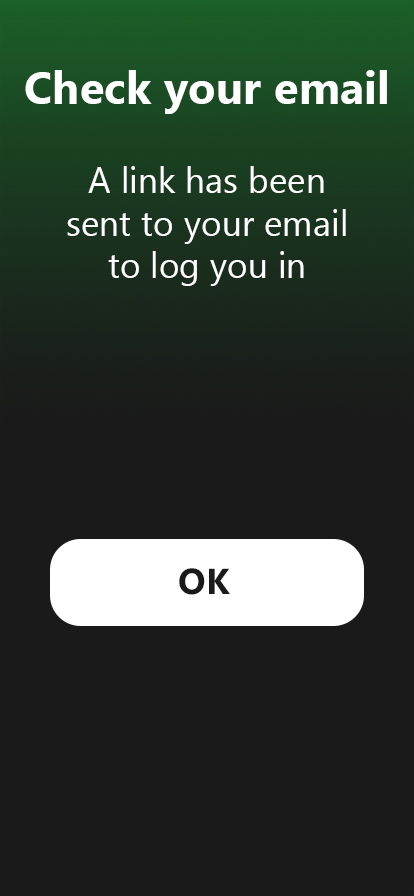 Check your email
A link has been
sent to your email
to log you in
OK